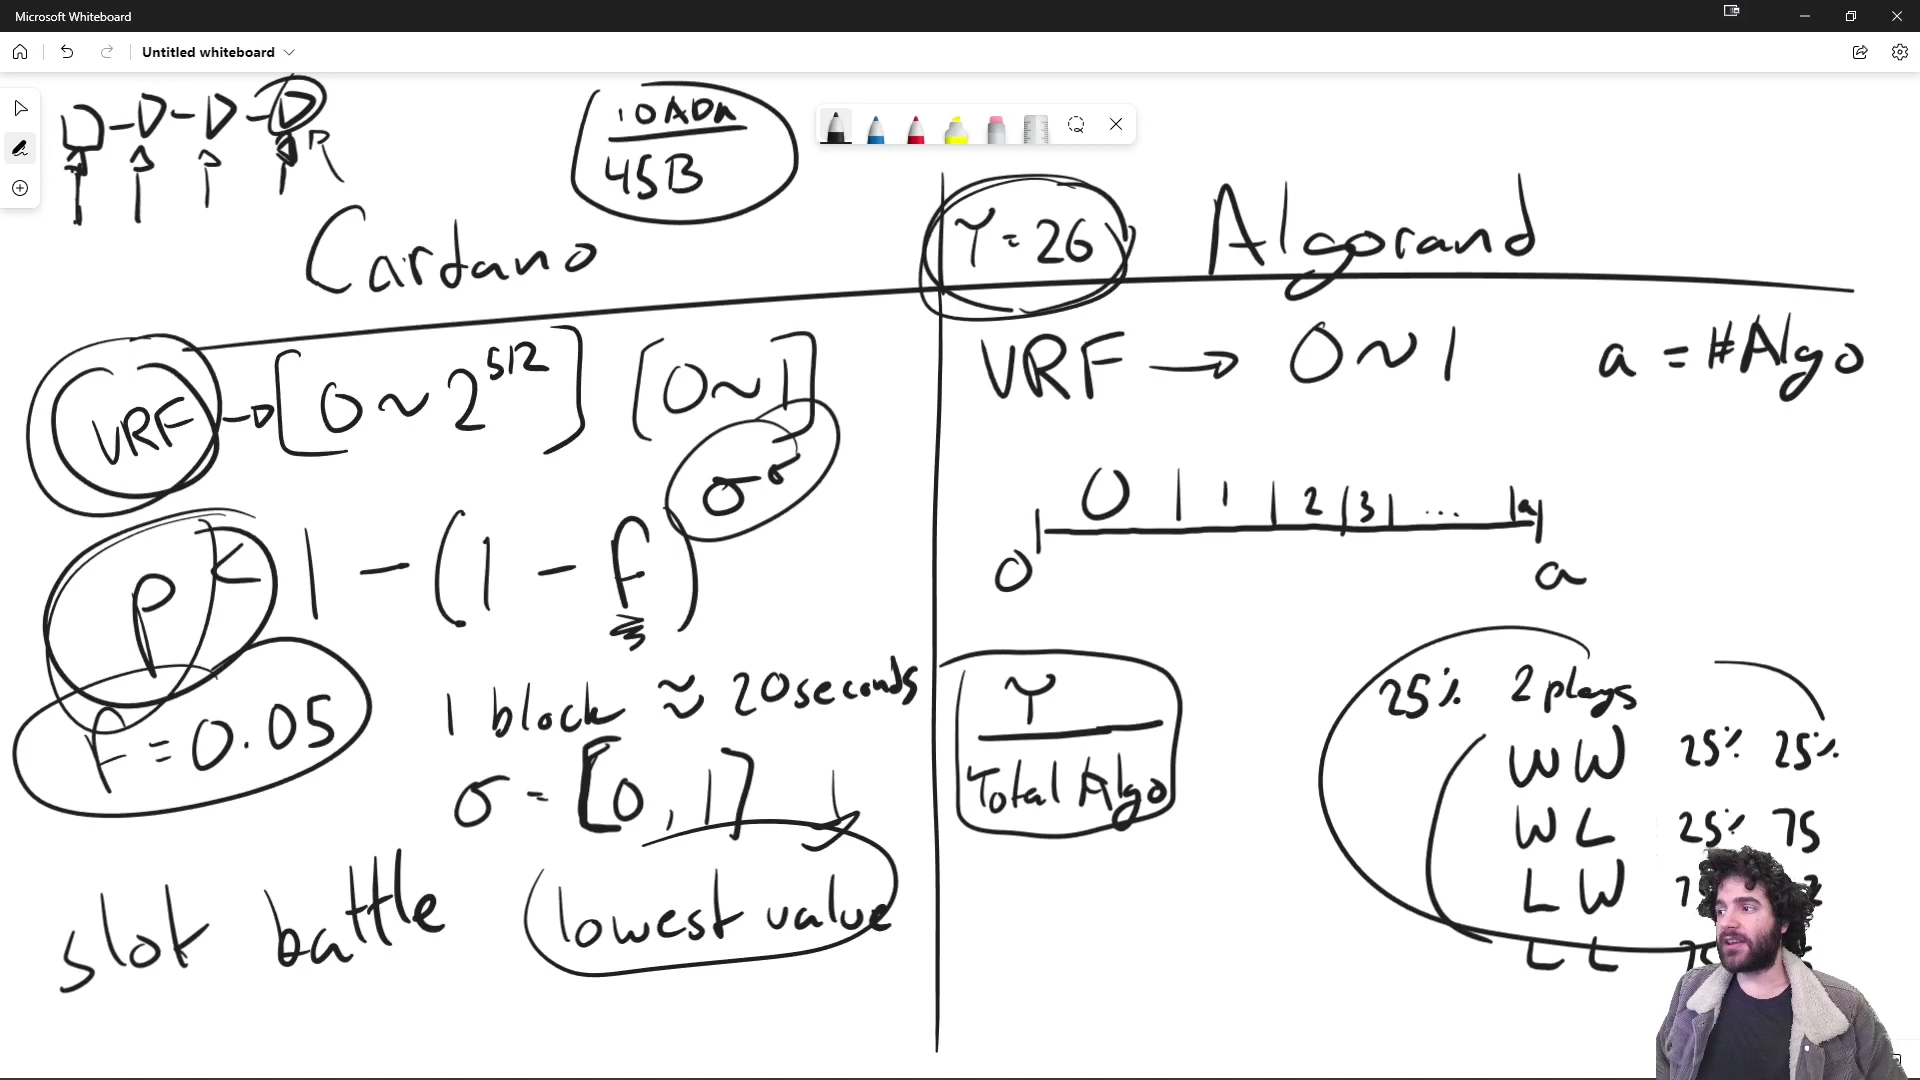 Microsoft Whiteboard
Untitled whiteboard
10 ADA
45B
Cardano
VRF → [0 ~ 2^512] [0~1]
p < 1 - (1 - f)^σ
f = 0.05
1 block ≈ 20 seconds
σ = [0, 1]
slot battle lowest value
Υ = 26 Algorand
VRF → 0 ~ 1 a = #Algo
0 | 1 | 2 | 3 | ... | a
0 a
Υ
Total Algo
25% 2 plays
WW 25% 25%
WL 25% 75
LW
LL